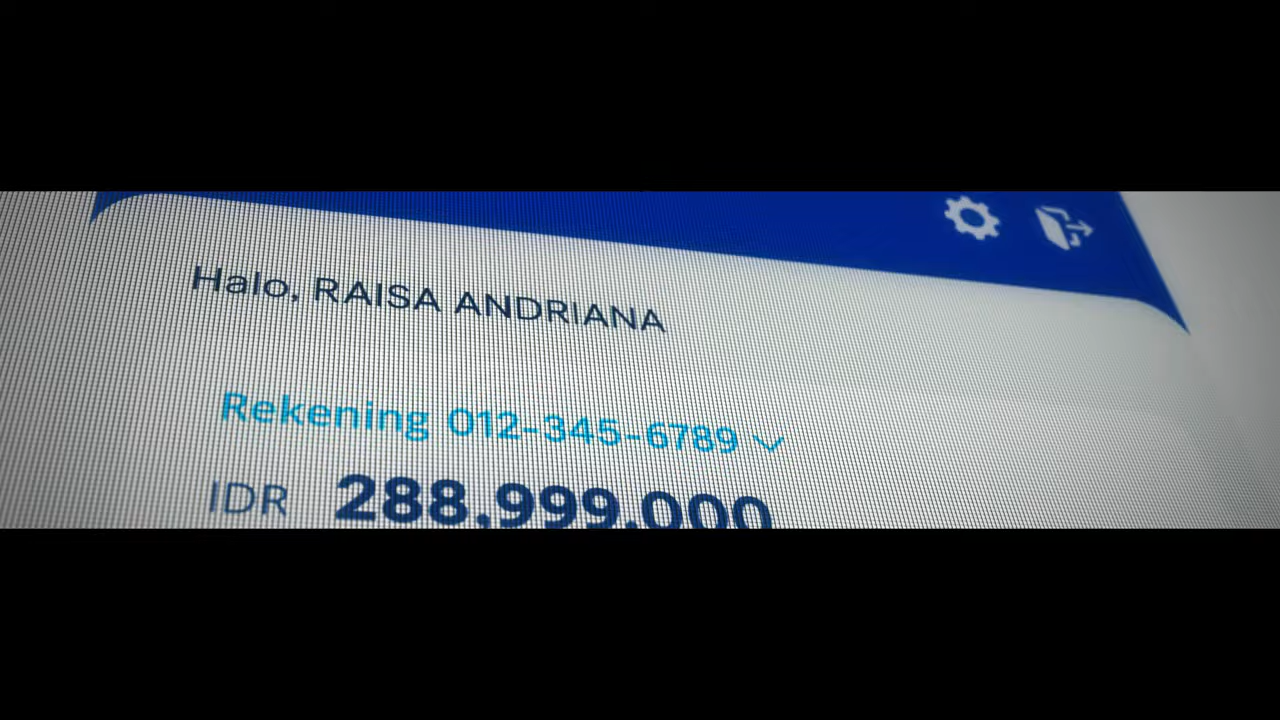 Halo, RAISA ANDRIANA
Rekening 012-345-6789
IDR 288.999.000